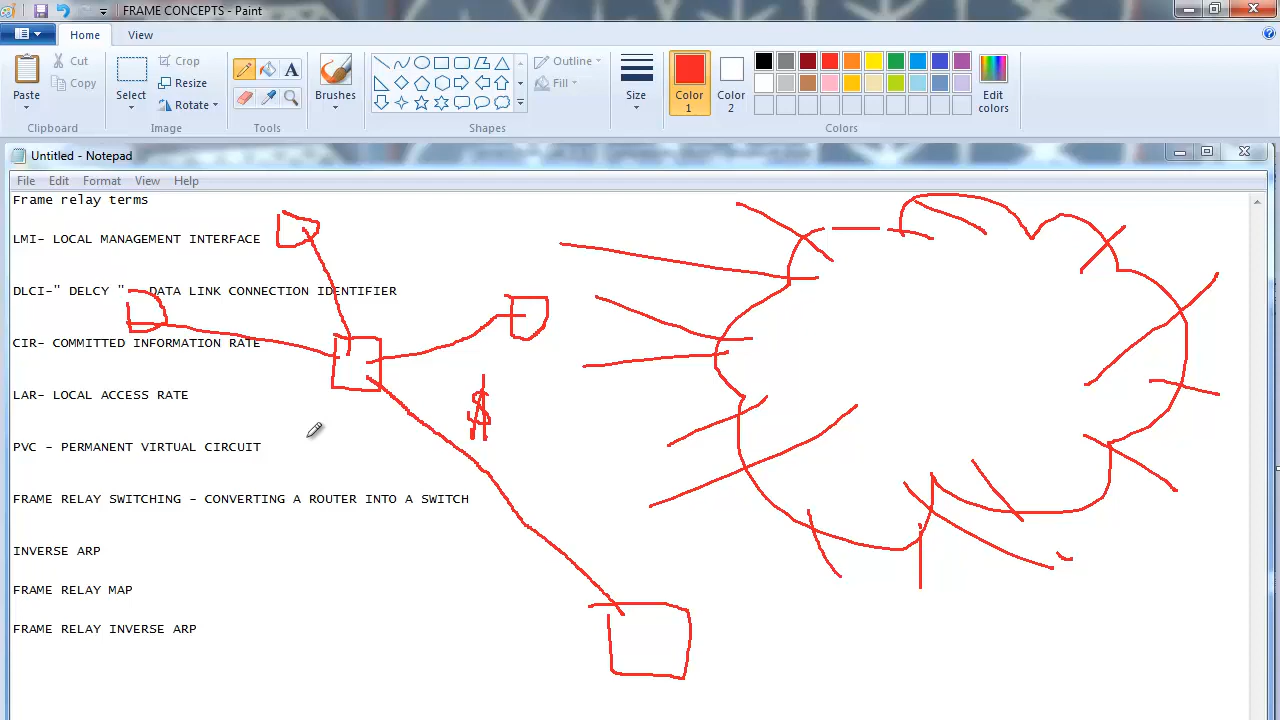 FRAME CONCEPTS - Paint
Home View
Paste Cut Copy Select Crop Resize Rotate A Brushes Outline Fill Size Color 1 Color 2 Edit colors
Clipboard Image Tools Shapes Colors
Untitled - Notepad
File Edit Format View Help
Frame relay terms
LMI- LOCAL MANAGEMENT INTERFACE
DLCI-" DELCY " DATA LINK CONNECTION IDENTIFIER
CIR- COMMITTED INFORMATION RATE
LAR- LOCAL ACCESS RATE
$
PVC - PERMANENT VIRTUAL CIRCUIT
FRAME RELAY SWITCHING - CONVERTING A ROUTER INTO A SWITCH
INVERSE ARP
FRAME RELAY MAP
FRAME RELAY INVERSE ARP